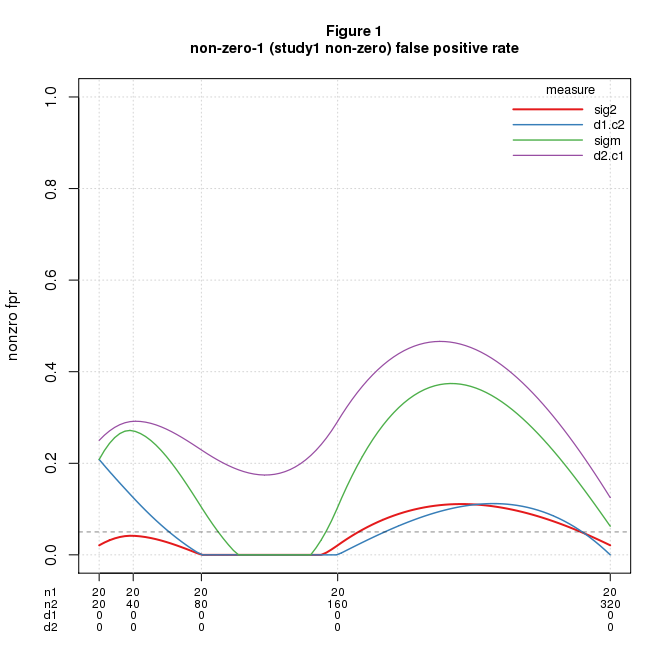 Figure 1
non-zero-1 (study1 non-zero) false positive rate
measure
sig2
d1.c2
sigm
d2.c1
nonzro fpr
1.0
0.8
0.6
0.4
0.2
0.0
n1 20 20 20 20 20
n2 20 40 80 160 320
d1 0 0 0 0 0
d2 0 0 0 0 0